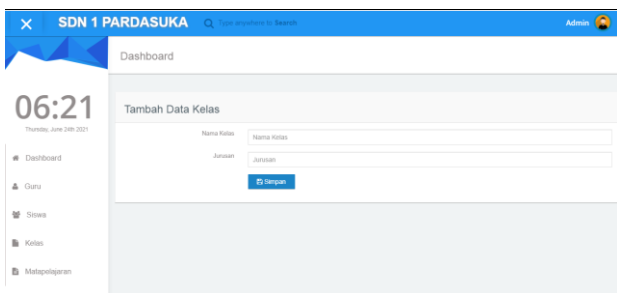 SDN 1 PARDASUKA
Type anywhere to Search
Admin
Dashboard
06:21
Thursday, June 24th 2021
Dashboard
Guru
Siswa
Kelas
Matapelajaran
Tambah Data Kelas
Nama Kelas
Nama Kelas
Jurusan
Jurusan
Simpan